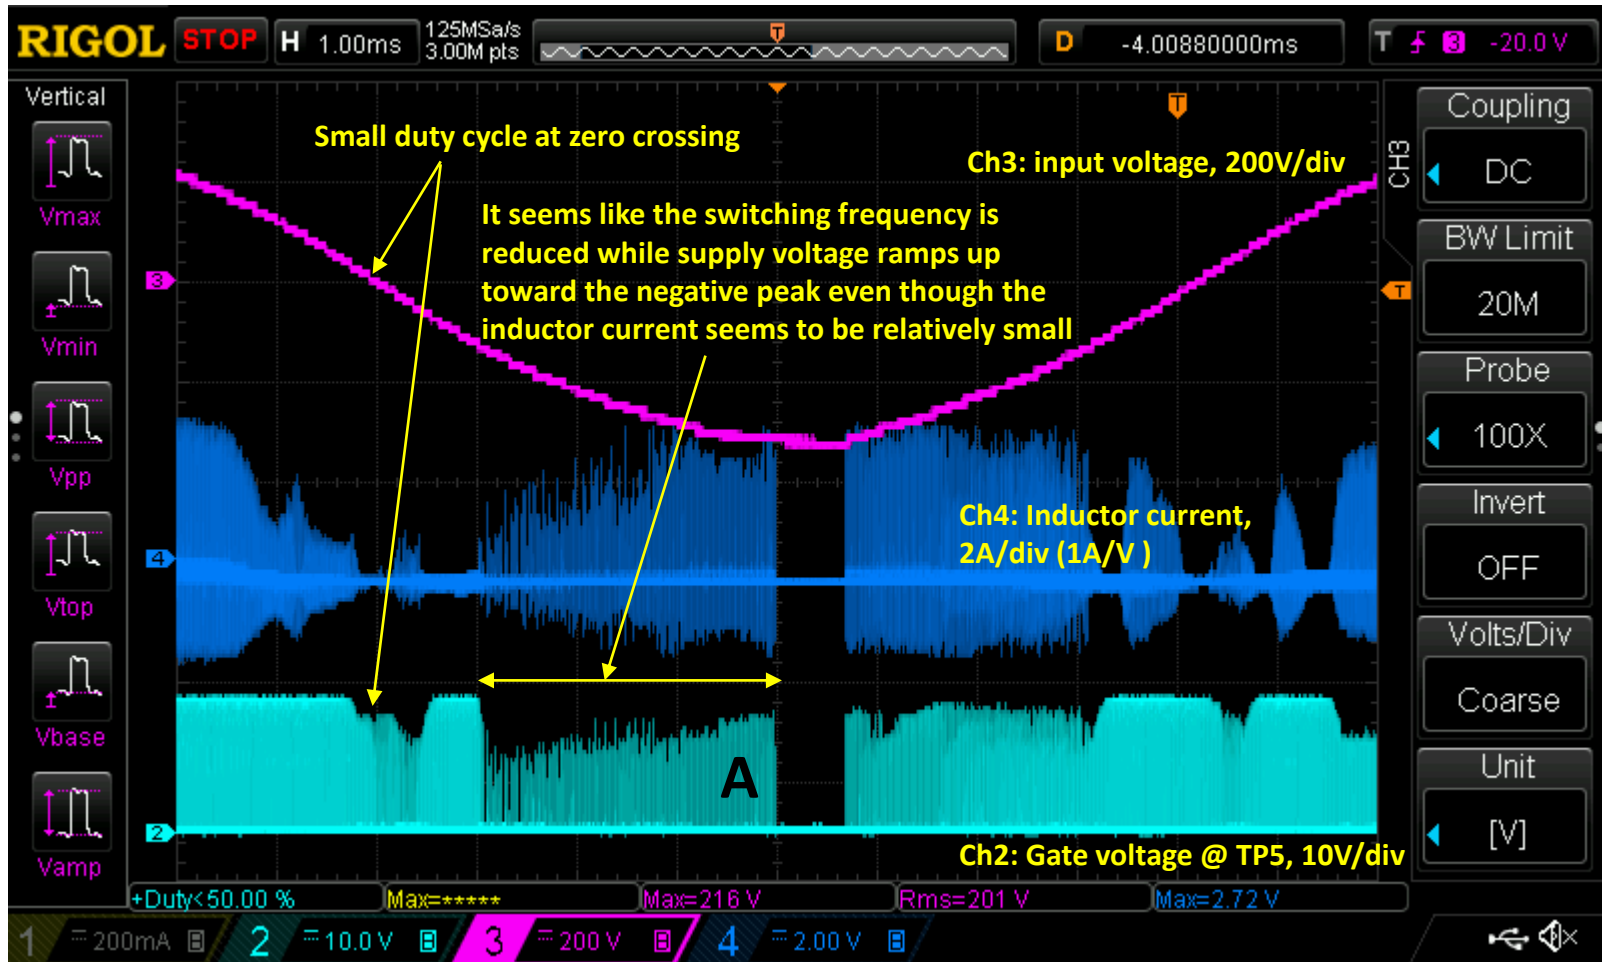 RIGOL STOP H 1.00ms 125MSa/s 3.00M pts T D -4.00880000ms T 3 -20.0 V
Vertical
Vmax
Vmin
Vpp
Vtop
Vbase
Vamp
Small duty cycle at zero crossing
T
Ch3: input voltage, 200V/div
It seems like the switching frequency is
reduced while supply voltage ramps up
toward the negative peak even though the
inductor current seems to be relatively small
3
T
4
Ch4: Inductor current,
2A/div (1A/V )
A
2
Ch2: Gate voltage @ TP5, 10V/div
CH3
Coupling
DC
BW Limit
20M
Probe
100X
Invert
OFF
Volts/Div
Coarse
Unit
[V]
+Duty<50.00 % Max=***** Max=216 V Rms=201 V Max=2.72 V
1 200mA B 2 10.0 V B 3 200 V B 4 2.00 V B